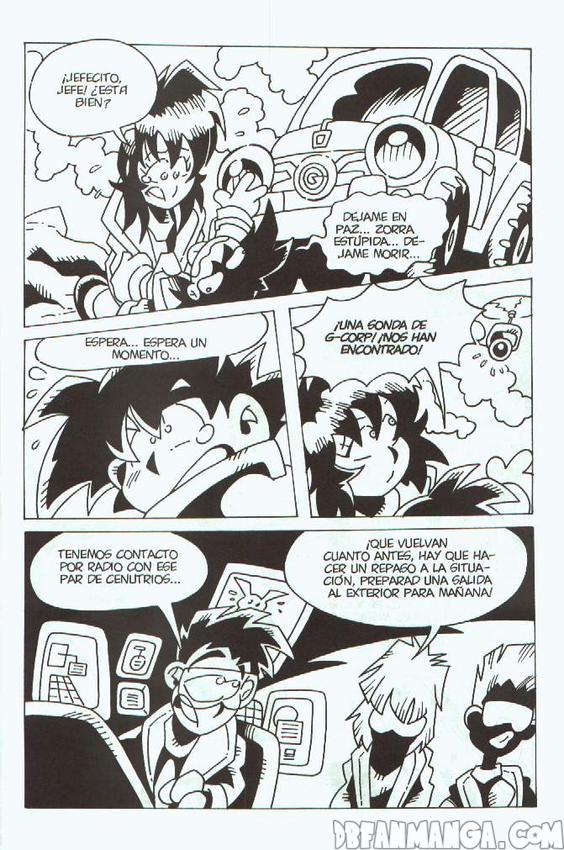 ¡JEFECITO,
JEFE! ¿ESTA
BIEN?
G
DEJAME EN
PAZ... ZORRA
ESTÚPIDA... DE-
JAME MORIR...
ESPERA... ESPERA UN
MOMENTO...
¡UNA SONDA DE
G-CORP! ¡NOS HAN
ENCONTRADO!
TENEMOS CONTACTO
POR RADIO CON ESE
PAR DE CENUTRIOS...
¡QUE VUELVAN
CUANTO ANTES, HAY QUE HA-
CER UN REPASO A LA SITUA-
CIÓN, PREPARAD UNA SALIDA
AL EXTERIOR PARA MAÑANA!
DBFANMANGA.COM